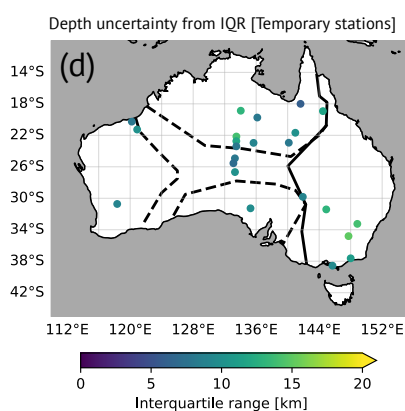 Depth uncertainty from IQR [Temporary stations]
(d)
14°S
18°S
22°S
26°S
30°S
34°S
38°S
42°S
112°E 120°E 128°E 136°E 144°E 152°E
0 5 10 15 20
Interquartile range [km]